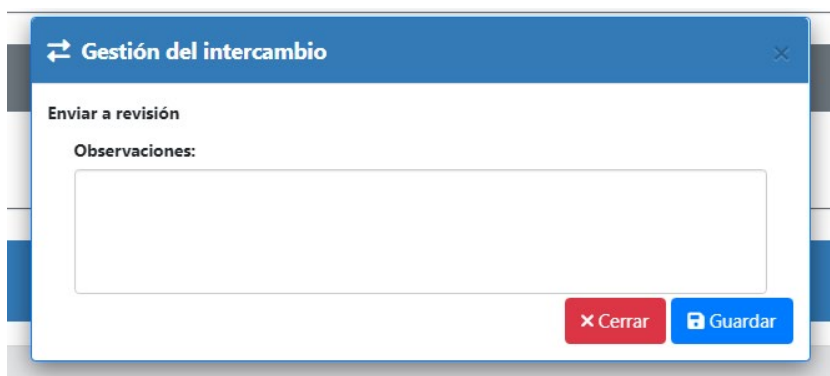 Gestión del intercambio
Enviar a revisión
Observaciones:
Cerrar
Guardar